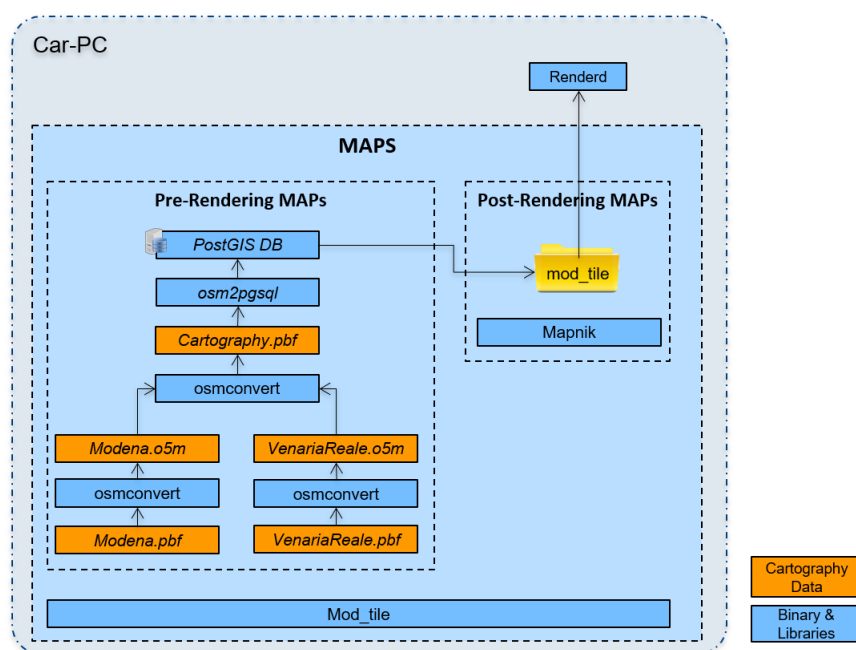 Car-PC
Renderd
MAPS
Pre-Rendering MAPs
Post-Rendering MAPs
PostGIS DB
mod_tile
osm2pgsql
Mapnik
Cartography.pbf
osmconvert
Modena.o5m
VenariaReale.o5m
osmconvert
osmconvert
Modena.pbf
VenariaReale.pbf
Mod_tile
Cartography
Data
Binary &
Libraries